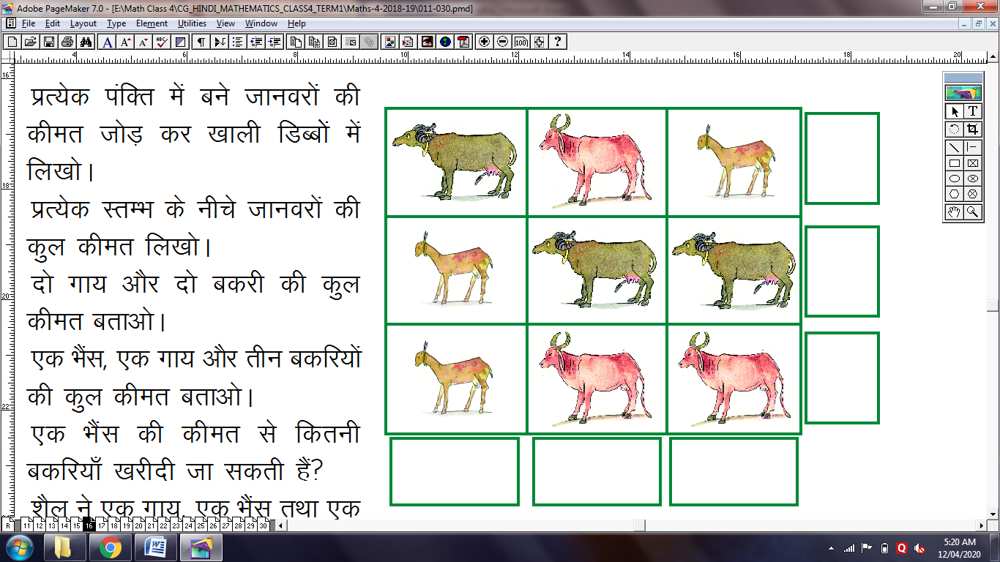 Adobe PageMaker 7.0 - [E:\Math Class 4\CG_HINDI_MATHEMATICS_CLASS4_TERM1\Maths-4-2018-19\011-030.pmd]
File Edit Layout Type Element Utilities View Window Help
4 6 8 10 12 14 16 18 20
16
18
20
22
प्रत्येक पंक्ति में बने जानवरों की
कीमत जोड़ कर खाली डिब्बों में
लिखो।
प्रत्येक स्तम्भ के नीचे जानवरों की
कुल कीमत लिखो।
दो गाय और दो बकरी की कुल
कीमत बताओ।
एक भैंस, एक गाय और तीन बकरियों
की कुल कीमत बताओ।
एक भैंस की कीमत से कितनी
बकरियाँ खरीदी जा सकती हैं?
शैल ने एक गाय, एक भैंस तथा एक
R 11 12 13 14 15 16 17 18 19 20 21 22 23 24 25 26 27 28 29 30
5:20 AM
12/04/2020